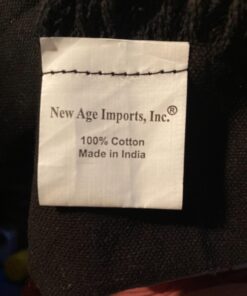 New Age Imports, Inc.®
100% Cotton
Made in India